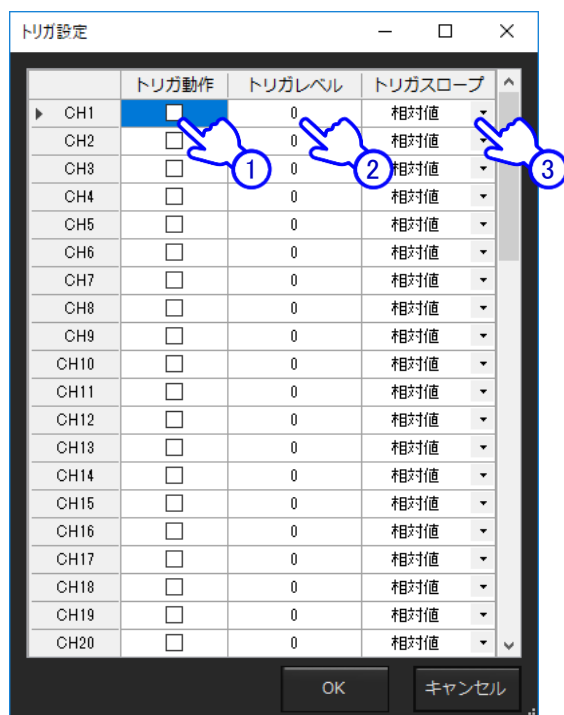 トリガ設定
トリガ動作 トリガレベル トリガスロープ
CH1 0 相対値
CH2 0 相対値
CH3 0 相対値
CH4 0 相対値
CH5 0 相対値
CH6 0 相対値
CH7 0 相対値
CH8 0 相対値
CH9 0 相対値
CH10 0 相対値
CH11 0 相対値
CH12 0 相対値
CH13 0 相対値
CH14 0 相対値
CH15 0 相対値
CH16 0 相対値
CH17 0 相対値
CH18 0 相対値
CH19 0 相対値
CH20 0 相対値
1 2 3
OK キャンセル